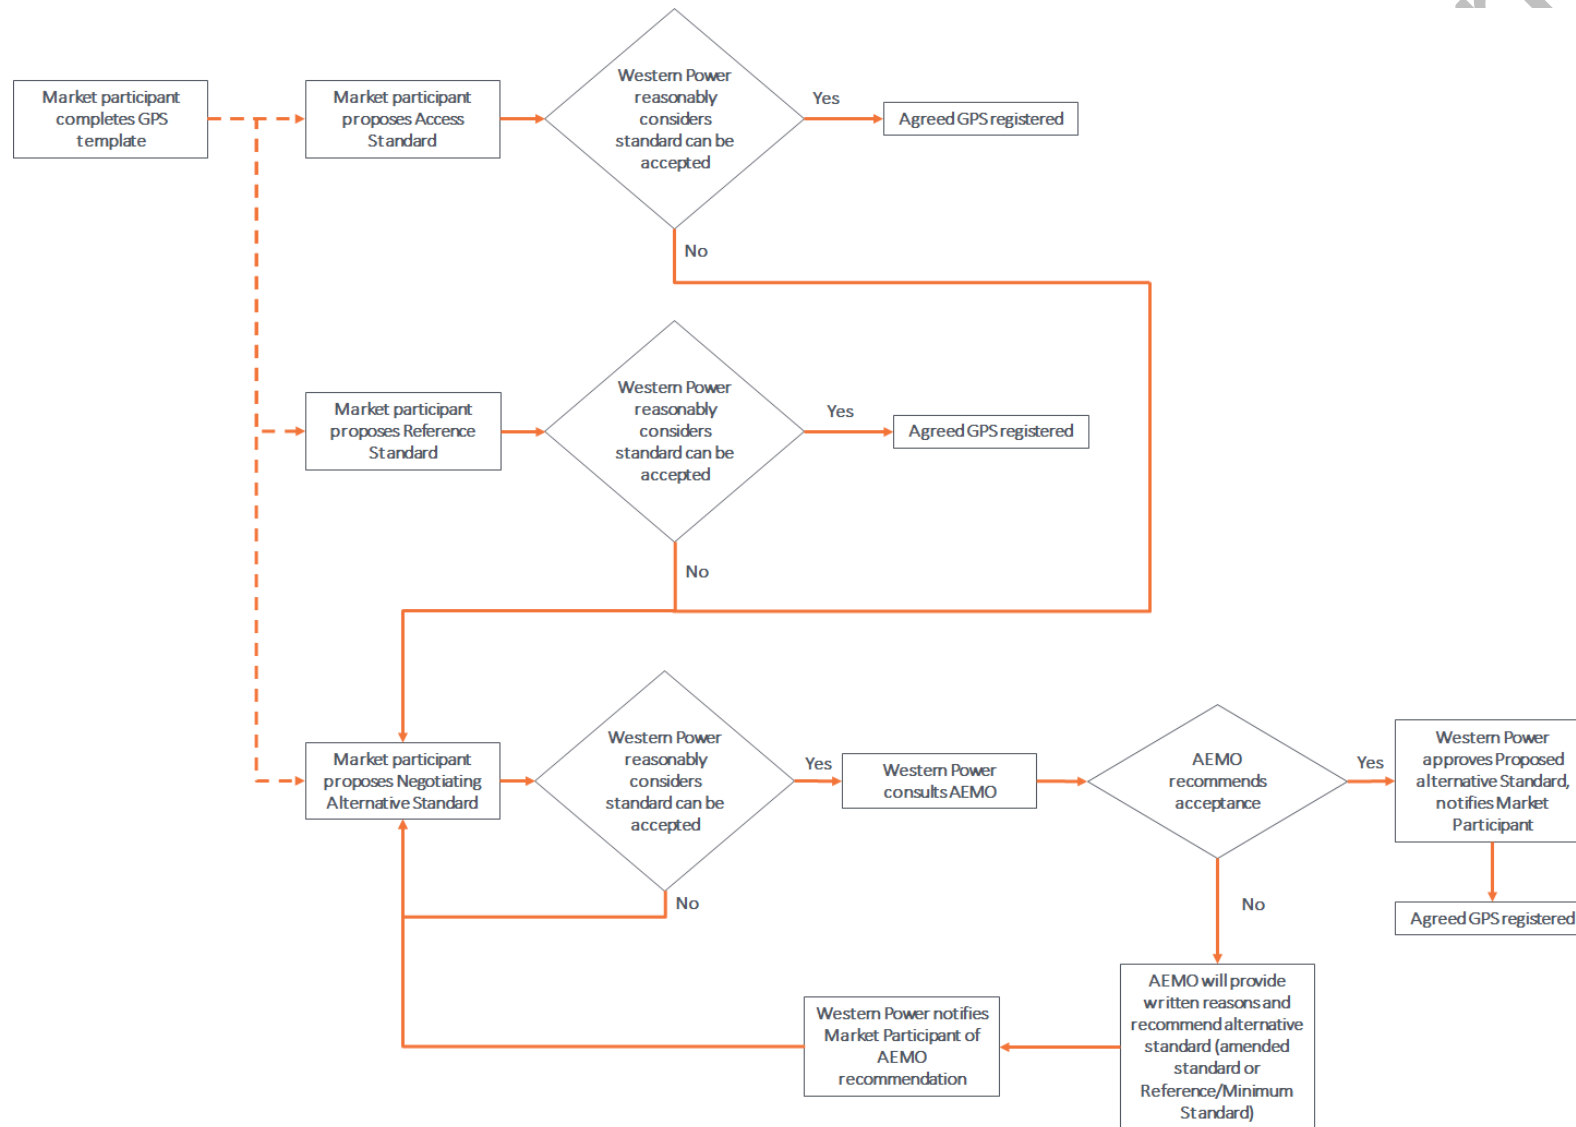 Market participant
completes GPS
template
Market participant
proposes Access
Standard
Western Power
reasonably
considers
standard can be
accepted
Yes
Agreed GPS registered
No
Market participant
proposes Reference
Standard
Western Power
reasonably
considers
standard can be
accepted
Yes
Agreed GPS registered
No
Market participant
proposes Negotiating
Alternative Standard
Western Power
reasonably
considers
standard can be
accepted
Yes
Western Power
consults AEMO
AEMO
recommends
acceptance
Yes
Western Power
approves Proposed
alternative Standard,
notifies Market
Participant
No
No
Agreed GPS registered
AEMO will provide
written reasons and
recommend alternative
standard (amended
standard or
Reference/Minimum
Standard)
Western Power notifies
Market Participant of
AEMO
recommendation